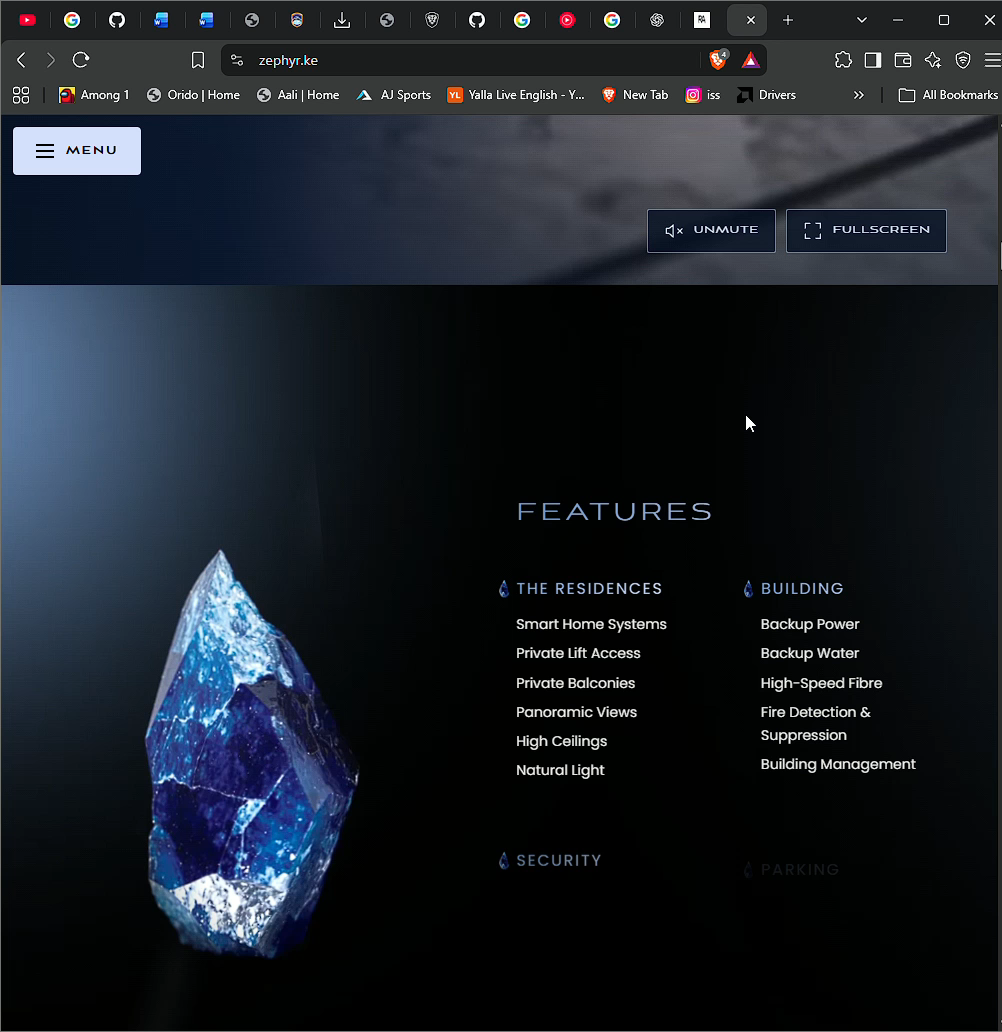 zephyr.ke
4
Among 1
Orido | Home
Aali | Home
AJ Sports
YL
Yalla Live English - Y...
New Tab
iss
Drivers
All Bookmarks
MENU
UNMUTE
FULLSCREEN
FEATURES
THE RESIDENCES
Smart Home Systems
Private Lift Access
Private Balconies
Panoramic Views
High Ceilings
Natural Light
BUILDING
Backup Power
Backup Water
High-Speed Fibre
Fire Detection &
Suppression
Building Management
SECURITY
PARKING